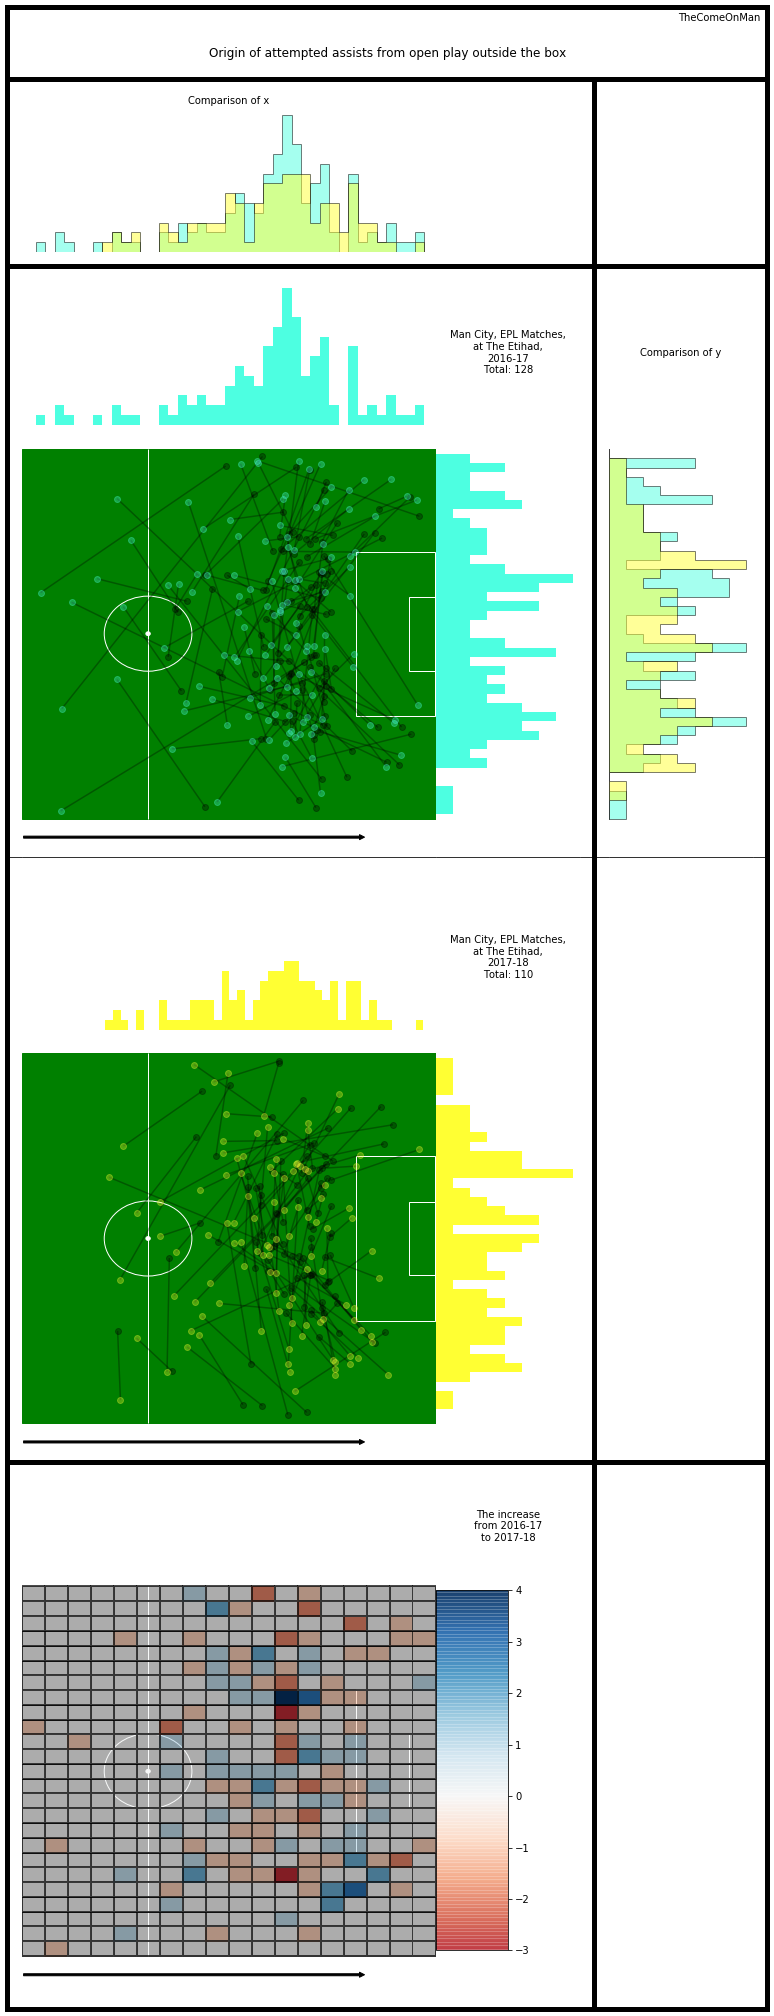 TheComeOnMan
Origin of attempted assists from open play outside the box
Comparison of x
Man City, EPL Matches,
at The Etihad,
2016-17
Total: 128
Comparison of y
Man City, EPL Matches,
at The Etihad,
2017-18
Total: 110
The increase
from 2016-17
to 2017-18
4
3
2
1
0
−1
−2
−3